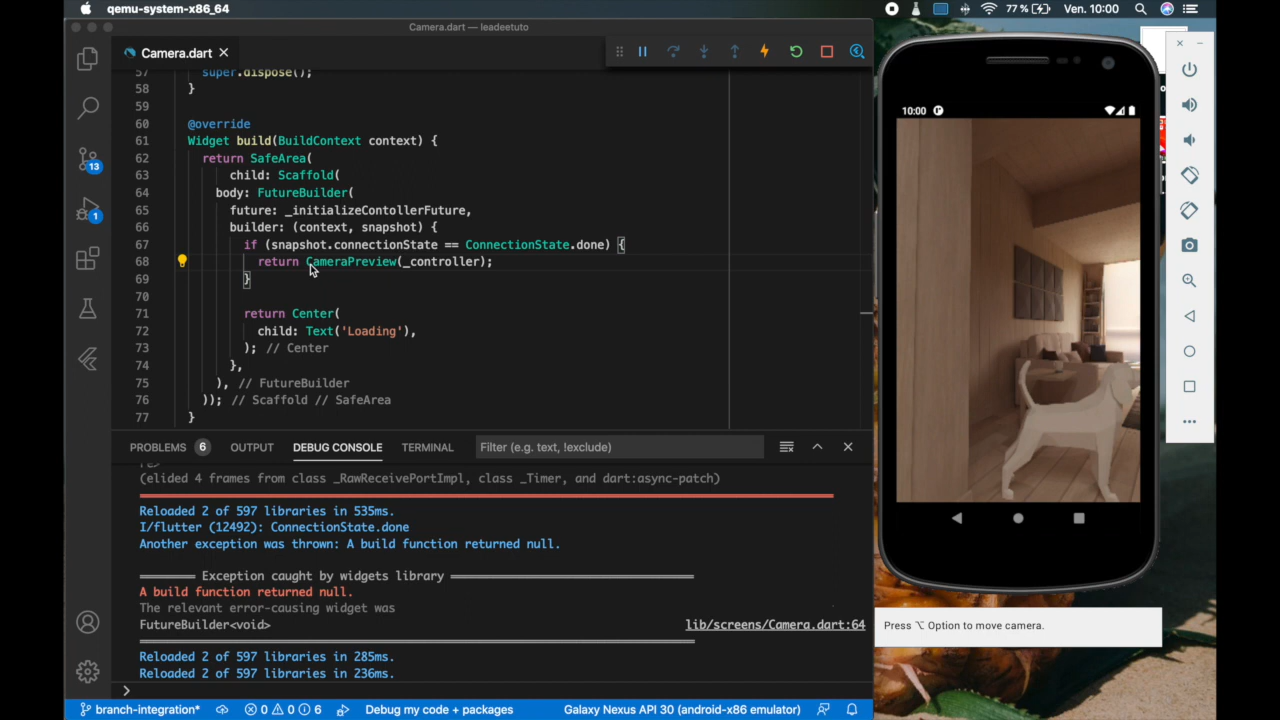 qemu-system-x86_64
77 %
Ven. 10:00
Camera.dart — leadeetuto
Camera.dart
57 super.dispose();
58 }
59
60 @override
61 Widget build(BuildContext context) {
62 return SafeArea(
63 child: Scaffold(
64 body: FutureBuilder(
65 future: _initializeContollerFuture,
66 builder: (context, snapshot) {
67 if (snapshot.connectionState == ConnectionState.done) {
68 return CameraPreview(_controller);
69 }
70
71 return Center(
72 child: Text('Loading'),
73 ); // Center
74 },
75 ), // FutureBuilder
76 )); // Scaffold // SafeArea
77 }
13
1
PROBLEMS 6 OUTPUT DEBUG CONSOLE TERMINAL Filter (e.g. text, !exclude)
(elided 4 frames from class _RawReceivePortImpl, class _Timer, and dart:async-patch)
Reloaded 2 of 597 libraries in 535ms.
I/flutter (12492): ConnectionState.done
Another exception was thrown: A build function returned null.
Exception caught by widgets library
A build function returned null.
The relevant error-causing widget was
FutureBuilder<void> lib/screens/Camera.dart:64
Reloaded 2 of 597 libraries in 285ms.
Reloaded 2 of 597 libraries in 236ms.
branch-integration* 0 0 6 Debug my code + packages Galaxy Nexus API 30 (android-x86 emulator)
10:00
Press ⌥ Option to move camera.